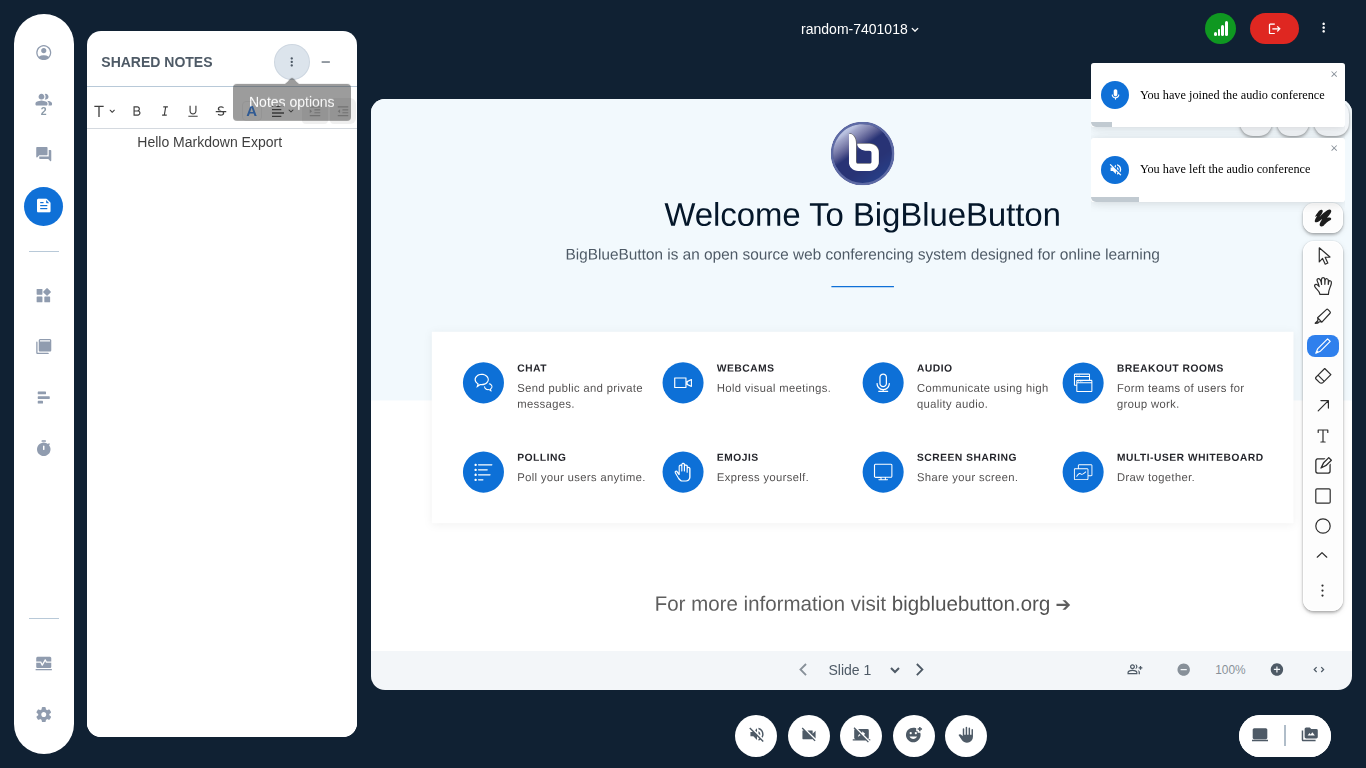 random-7401018
SHARED NOTES
2
Notes options
Hello Markdown Export
You have joined the audio conference
You have left the audio conference
Welcome To BigBlueButton
BigBlueButton is an open source web conferencing system designed for online learning
CHAT
Send public and private
messages.
WEBCAMS
Hold visual meetings.
AUDIO
Communicate using high
quality audio.
BREAKOUT ROOMS
Form teams of users for
group work.
POLLING
Poll your users anytime.
EMOJIS
Express yourself.
SCREEN SHARING
Share your screen.
MULTI-USER WHITEBOARD
Draw together.
For more information visit bigbluebutton.org ➔
Slide 1
100%